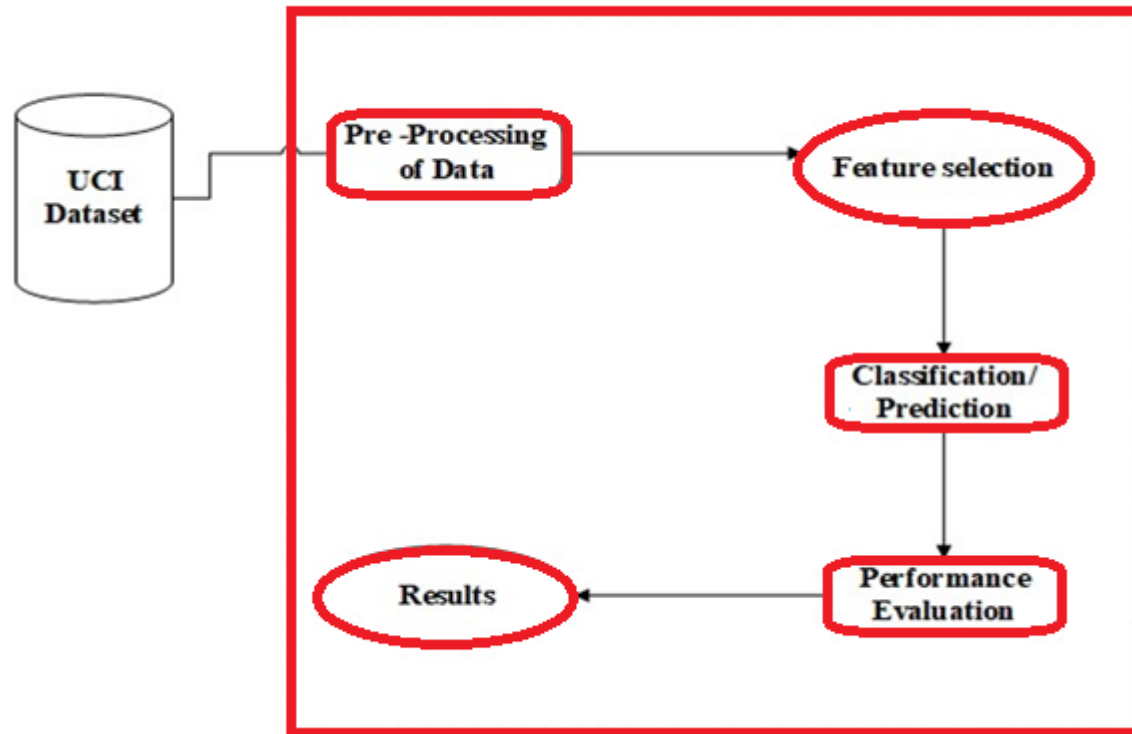 UCI
Dataset
Pre -Processing
of Data
Feature selection
Classification/
Prediction
Performance
Evaluation
Results